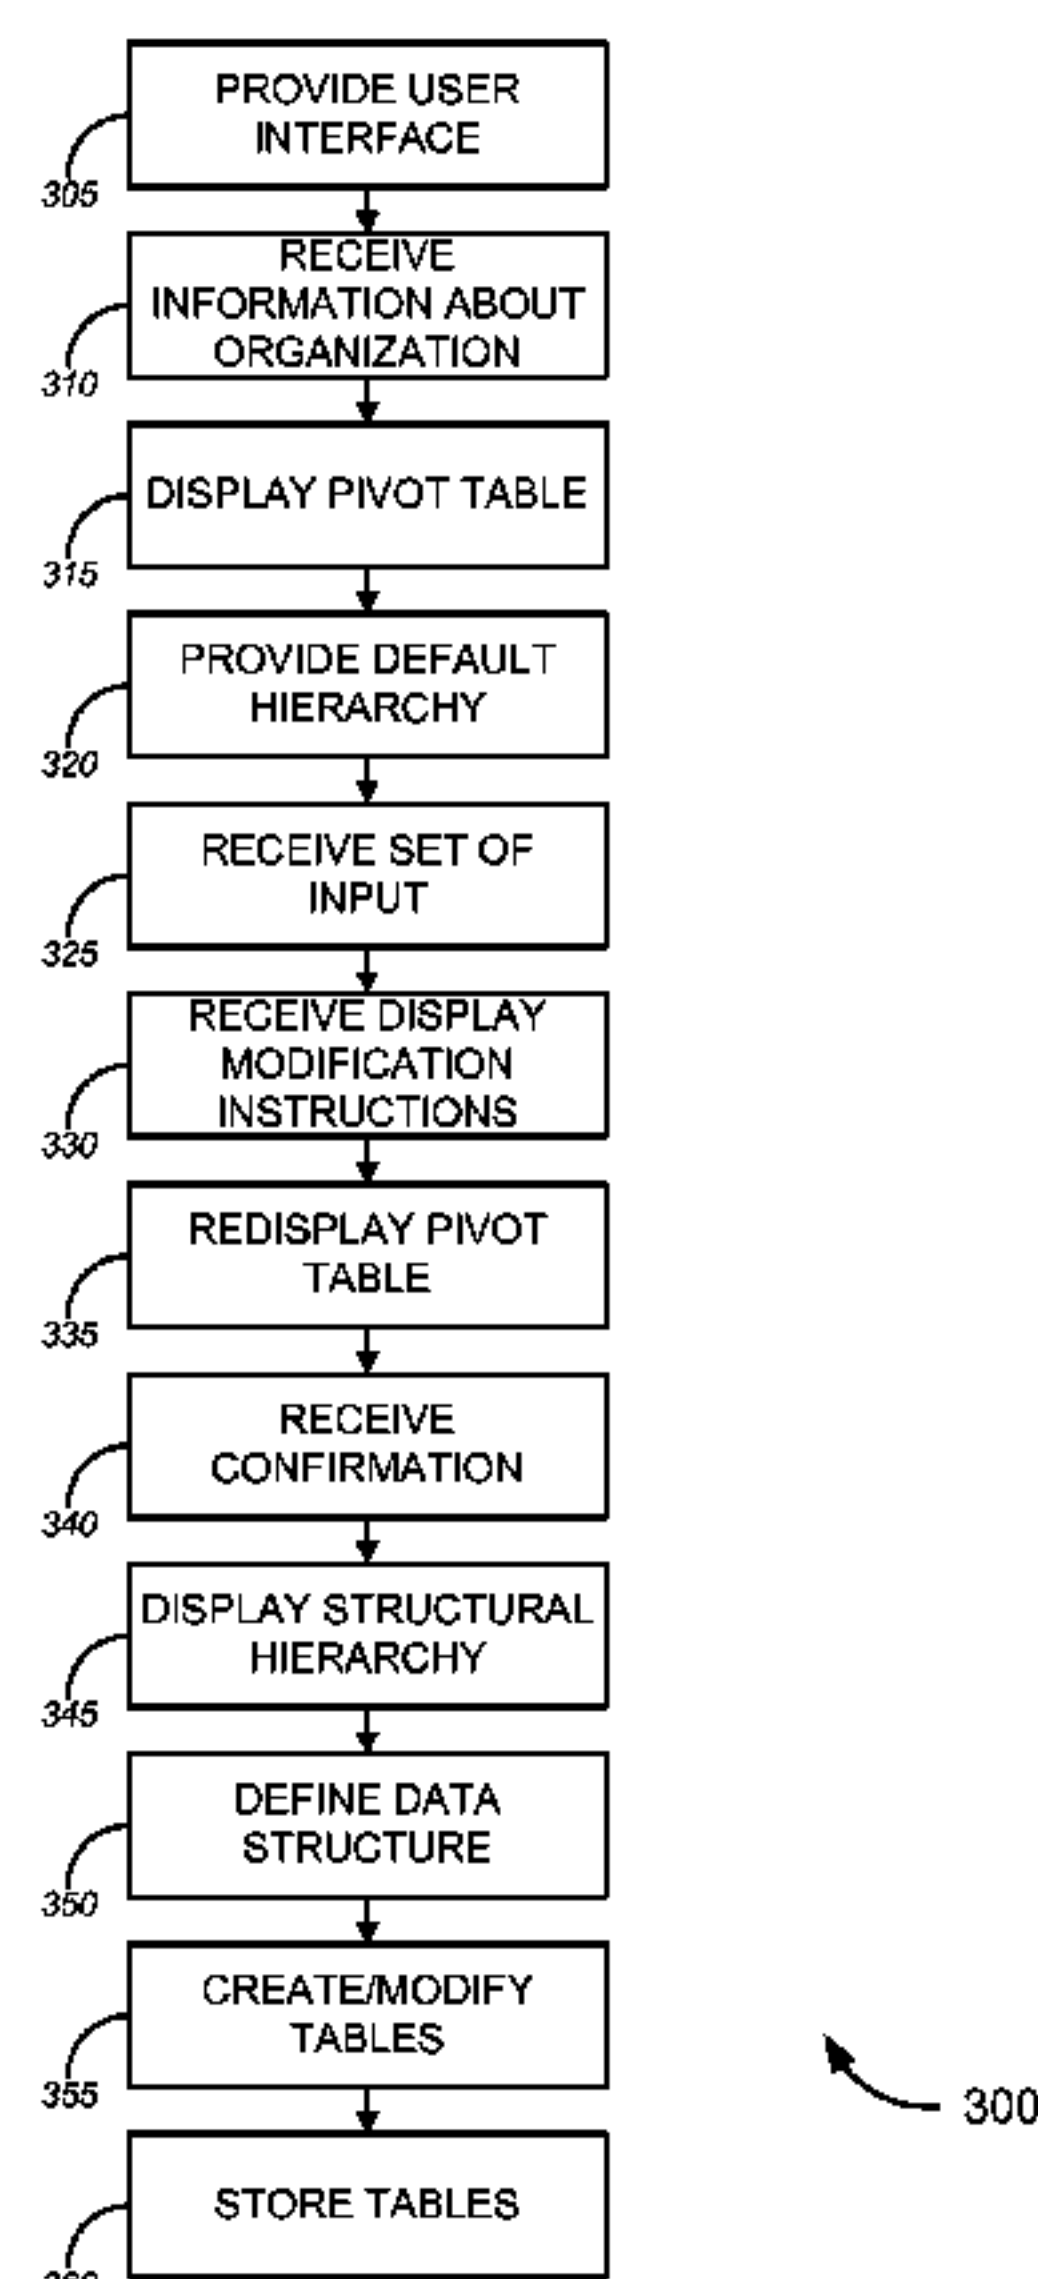 PROVIDE USER
INTERFACE
305
RECEIVE
INFORMATION ABOUT
ORGANIZATION
310
DISPLAY PIVOT TABLE
315
PROVIDE DEFAULT
HIERARCHY
320
RECEIVE SET OF
INPUT
325
RECEIVE DISPLAY
MODIFICATION
INSTRUCTIONS
330
REDISPLAY PIVOT
TABLE
335
RECEIVE
CONFIRMATION
340
DISPLAY STRUCTURAL
HIERARCHY
345
DEFINE DATA
STRUCTURE
350
CREATE/MODIFY
TABLES
355
300
STORE TABLES